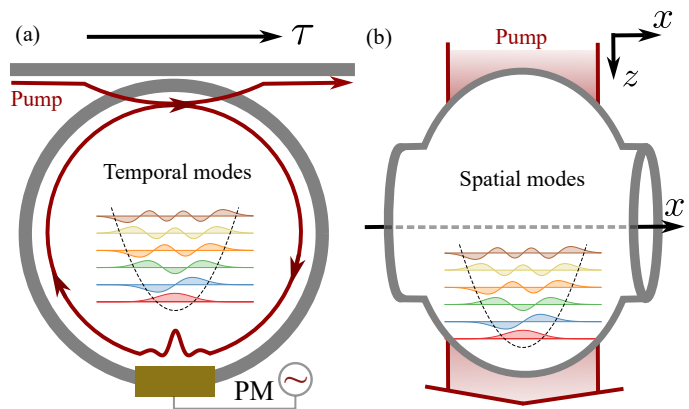 (a)
τ
Pump
Temporal modes
PM
(b)
Pump
x
z
Spatial modes
x